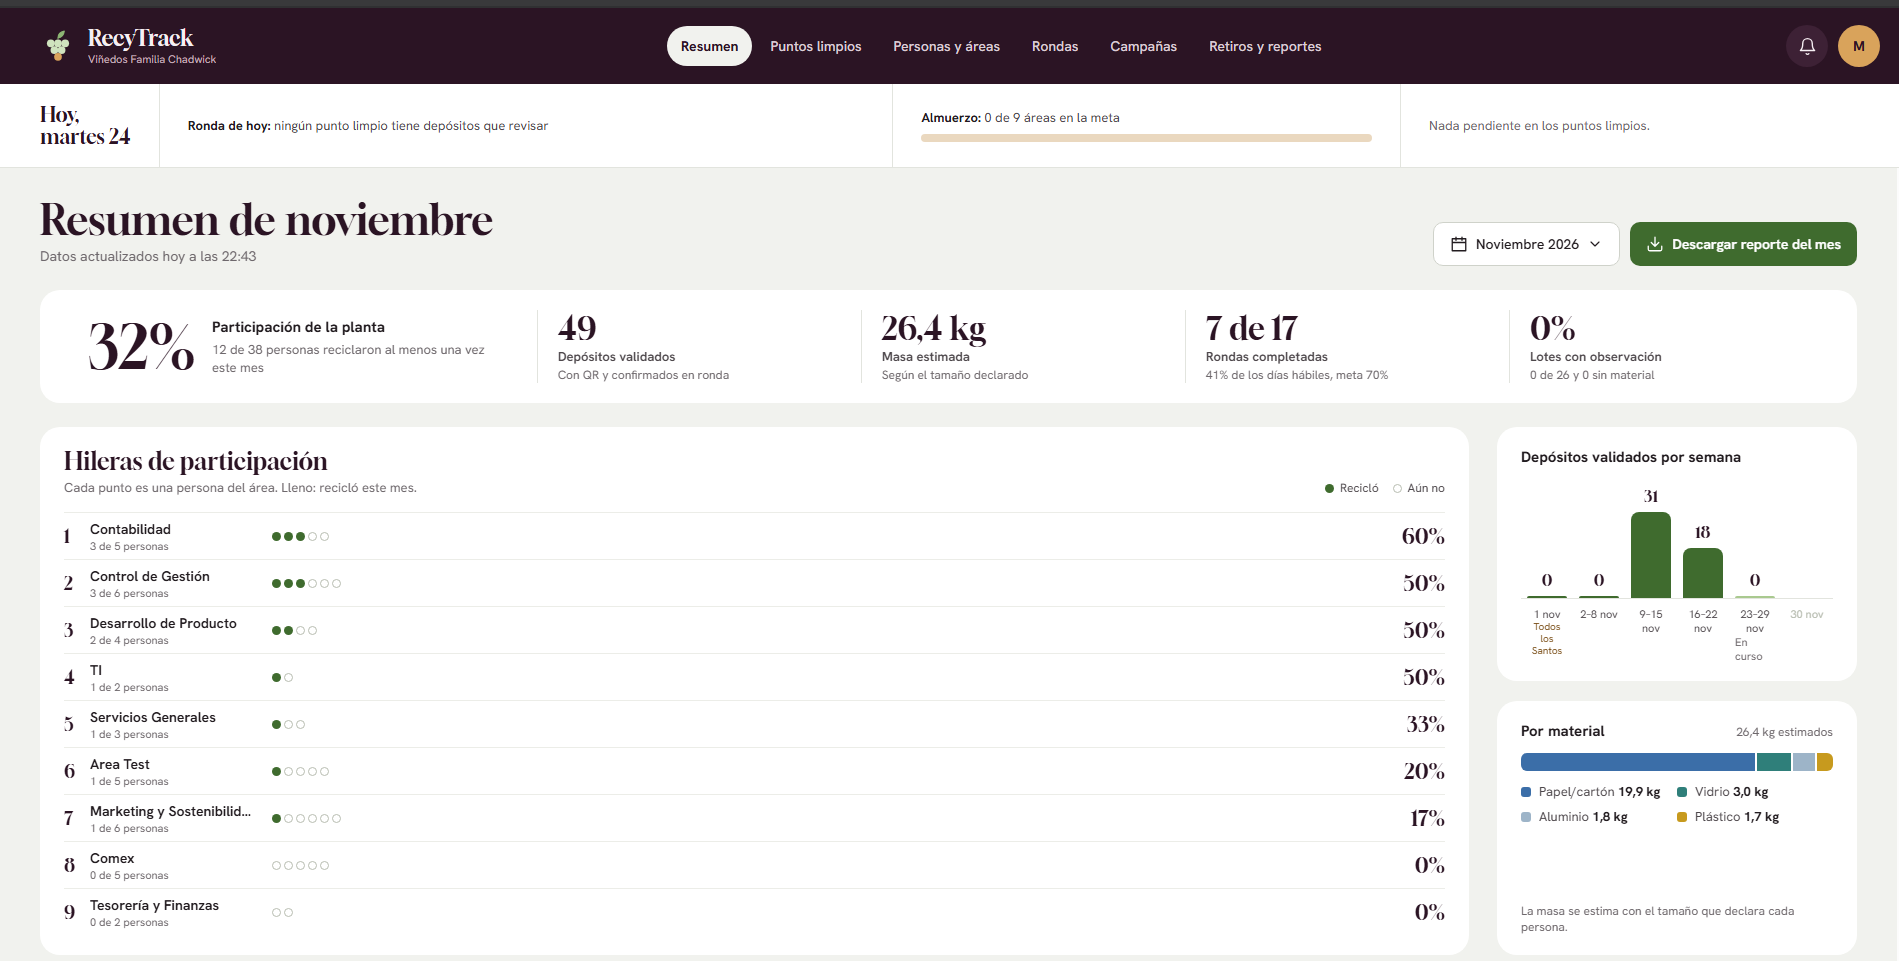 RecyTrack
Viñedos Familia Chadwick
Resumen
Puntos limpios
Personas y áreas
Rondas
Campañas
Retiros y reportes
M
Hoy,
martes 24
Ronda de hoy: ningún punto limpio tiene depósitos que revisar
Almuerzo: 0 de 9 áreas en la meta
Nada pendiente en los puntos limpios.
Resumen de noviembre
Datos actualizados hoy a las 22:43
Noviembre 2026
Descargar reporte del mes
32%
Participación de la planta
12 de 38 personas reciclaron al menos una vez
este mes
49
Depósitos validados
Con QR y confirmados en ronda
26,4 kg
Masa estimada
Según el tamaño declarado
7 de 17
Rondas completadas
41% de los días hábiles, meta 70%
0%
Lotes con observación
0 de 26 y 0 sin material
Hileras de participación
Cada punto es una persona del área. Lleno: recicló este mes.
Recicló
Aún no
1
Contabilidad
3 de 5 personas
60%
2
Control de Gestión
3 de 6 personas
50%
3
Desarrollo de Producto
2 de 4 personas
50%
4
TI
1 de 2 personas
50%
5
Servicios Generales
1 de 3 personas
33%
6
Area Test
1 de 5 personas
20%
7
Marketing y Sostenibilid...
1 de 6 personas
17%
8
Comex
0 de 5 personas
0%
9
Tesorería y Finanzas
0 de 2 personas
0%
Depósitos validados por semana
0
0
31
18
0
1 nov
Todos
los
Santos
2-8 nov
9-15
nov
16-22
nov
23-29
nov
En
curso
30 nov
Por material
26,4 kg estimados
Papel/cartón 19,9 kg
Vidrio 3,0 kg
Aluminio 1,8 kg
Plástico 1,7 kg
La masa se estima con el tamaño que declara cada
persona.